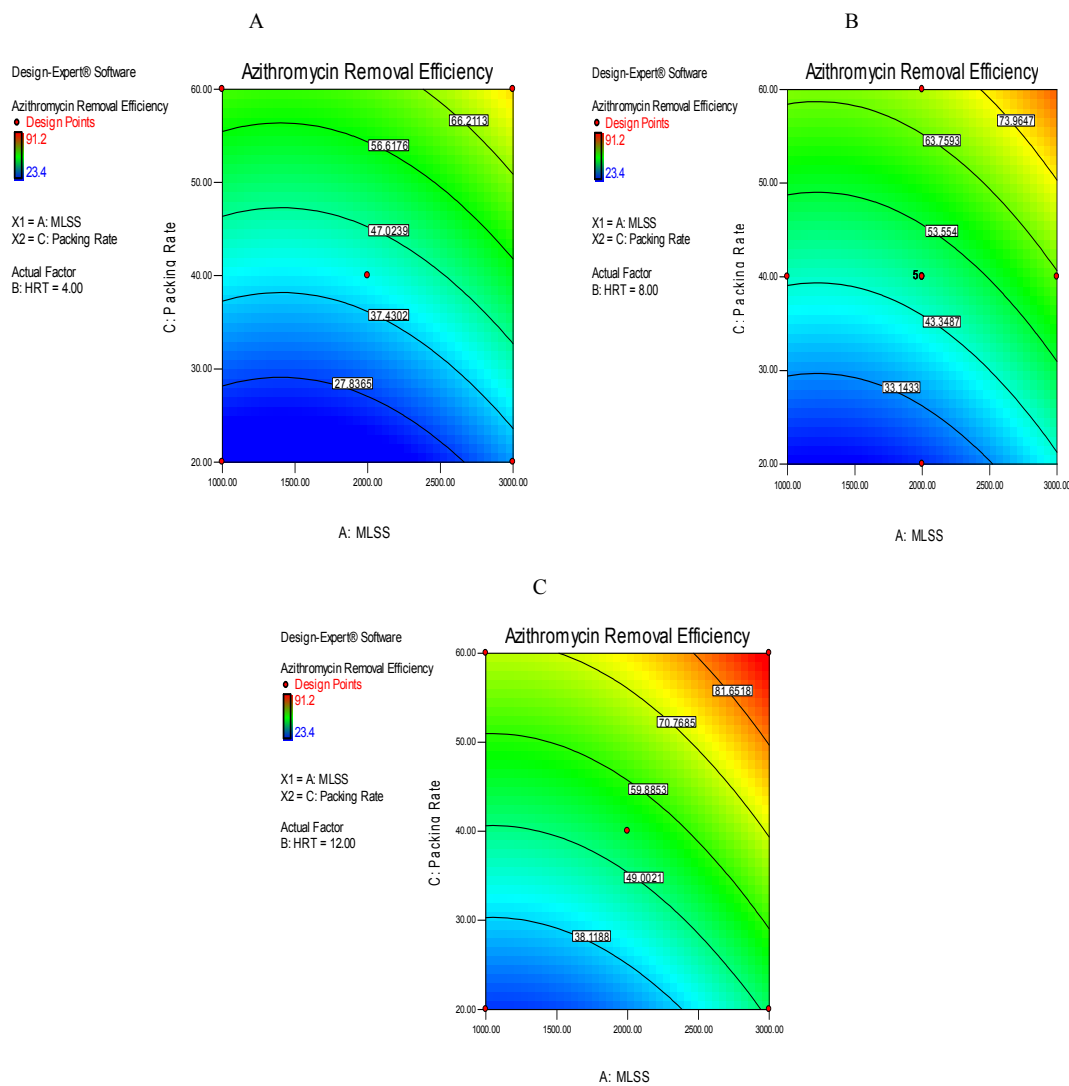 A
Design-Expert® Software
Azithromycin Removal Efficiency
Design Points
91.2
23.4
X1 = A: MLSS
X2 = C: Packing Rate
Actual Factor
B: HRT = 4.00
Azithromycin Removal Efficiency
C: Packing Rate
60.00
50.00
40.00
30.00
20.00
66.2113
56.6176
47.0239
37.4302
27.8365
1000.00 1500.00 2000.00 2500.00 3000.00
A: MLSS
B
Design-Expert® Software
Azithromycin Removal Efficiency
Design Points
91.2
23.4
X1 = A: MLSS
X2 = C: Packing Rate
Actual Factor
B: HRT = 8.00
Azithromycin Removal Efficiency
C: Packing Rate
60.00
50.00
40.00
30.00
20.00
73.9647
63.7593
53.554
5
43.3487
33.1433
1000.00 1500.00 2000.00 2500.00 3000.00
A: MLSS
C
Design-Expert® Software
Azithromycin Removal Efficiency
Design Points
91.2
23.4
X1 = A: MLSS
X2 = C: Packing Rate
Actual Factor
B: HRT = 12.00
Azithromycin Removal Efficiency
C: Packing Rate
60.00
50.00
40.00
30.00
20.00
81.6518
70.7685
59.8853
49.0021
38.1188
1000.00 1500.00 2000.00 2500.00 3000.00
A: MLSS